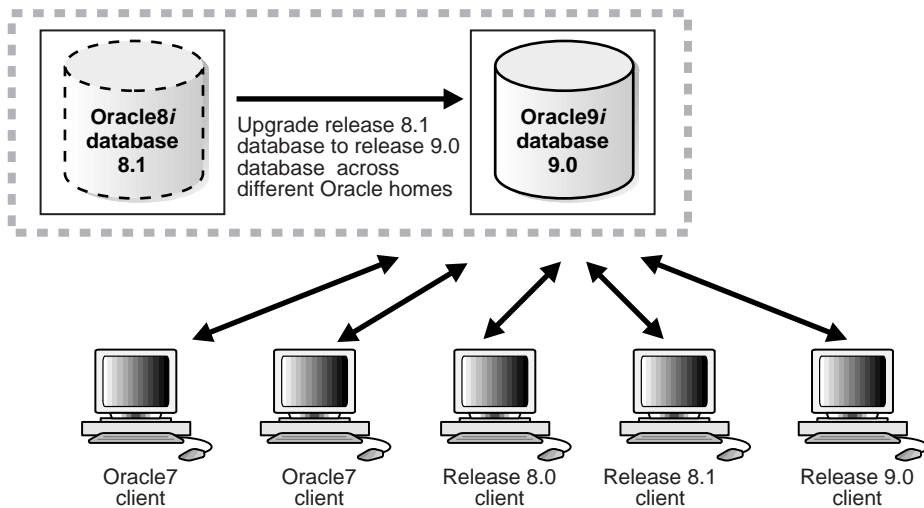 Oracle8i
database
8.1
Upgrade release 8.1
database to release 9.0
database across
different Oracle homes
Oracle9i
database
9.0
Oracle7
client
Oracle7
client
Release 8.0
client
Release 8.1
client
Release 9.0
client